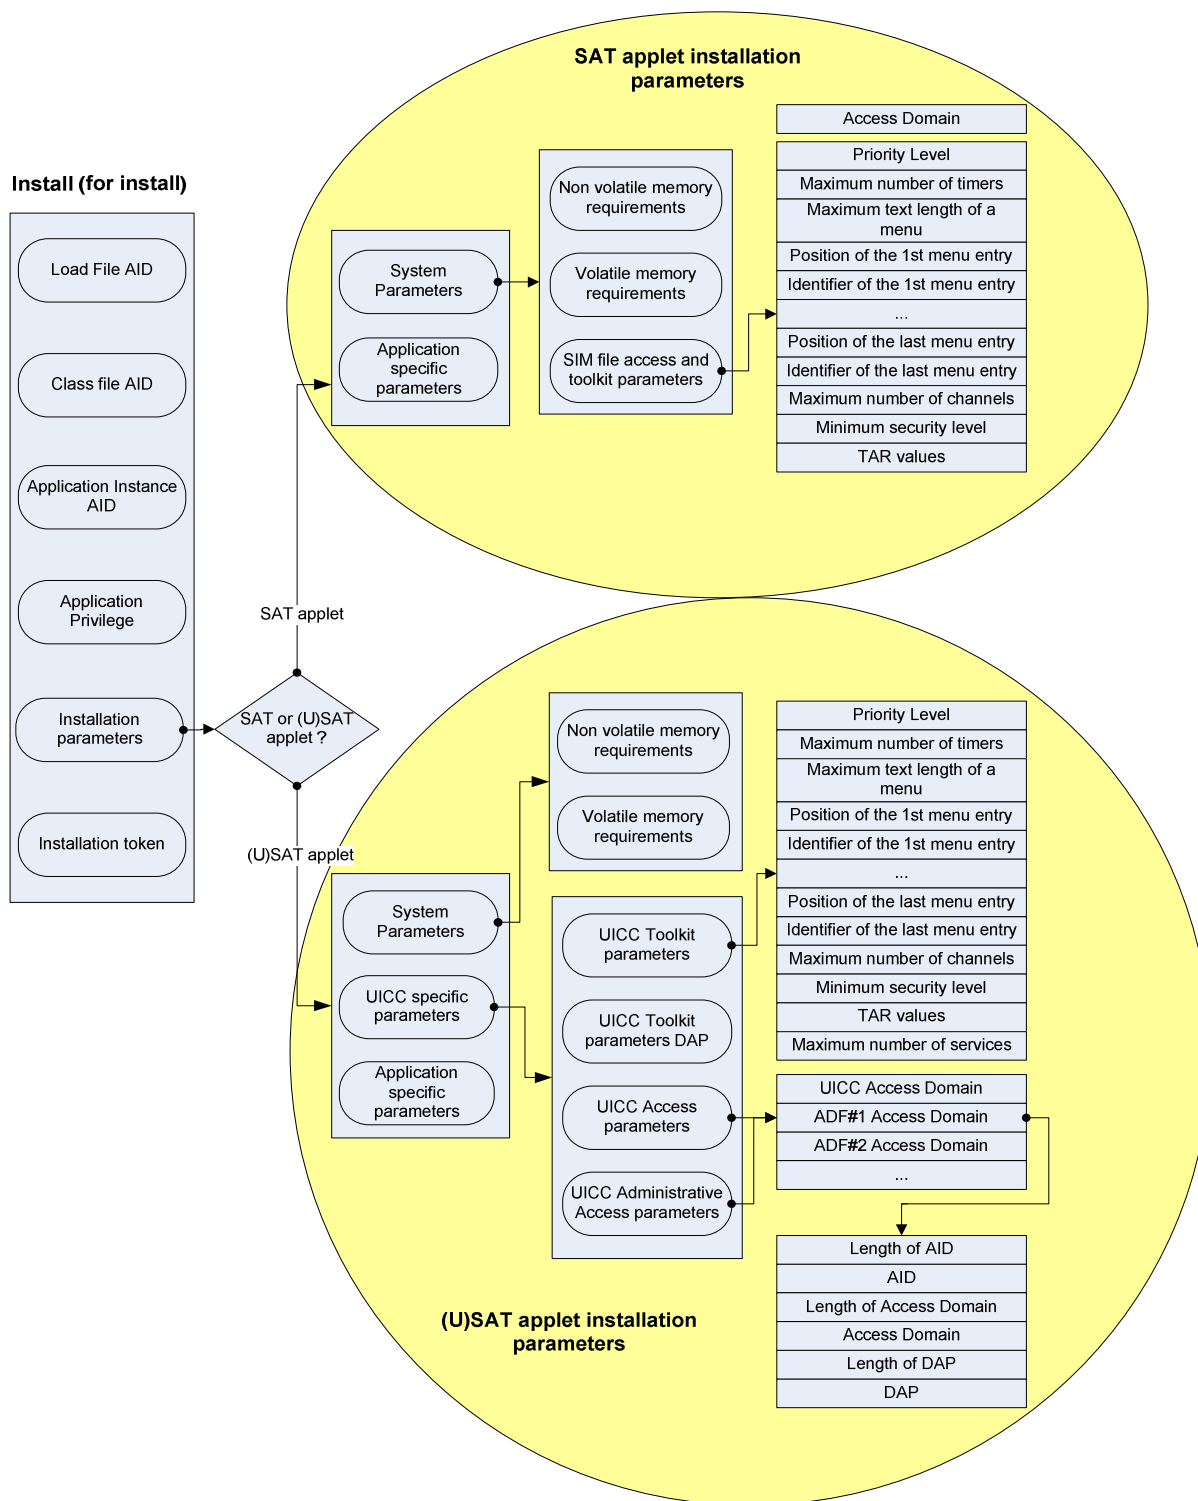 SAT applet installation
parameters
Access Domain
Priority Level
Maximum number of timers
Maximum text length of a
menu
Position of the 1st menu entry
Identifier of the 1st menu entry
...
Position of the last menu entry
Identifier of the last menu entry
Maximum number of channels
Minimum security level
TAR values
Non volatile memory
requirements
Volatile memory
requirements
SIM file access and
toolkit parameters
System
Parameters
Application
specific
parameters
Install (for install)
Load File AID
Class file AID
Application Instance
AID
Application
Privilege
Installation
parameters
Installation token
SAT applet
SAT or (U)SAT
applet ?
(U)SAT applet
Non volatile memory
requirements
Volatile memory
requirements
System
Parameters
UICC specific
parameters
Application
specific
parameters
UICC Toolkit
parameters
UICC Toolkit
parameters DAP
UICC Access
parameters
UICC Administrative
Access parameters
Priority Level
Maximum number of timers
Maximum text length of a
menu
Position of the 1st menu entry
Identifier of the 1st menu entry
...
Position of the last menu entry
Identifier of the last menu entry
Maximum number of channels
Minimum security level
TAR values
Maximum number of services
UICC Access Domain
ADF#1 Access Domain
ADF#2 Access Domain
...
Length of AID
AID
Length of Access Domain
Access Domain
Length of DAP
DAP
(U)SAT applet installation
parameters